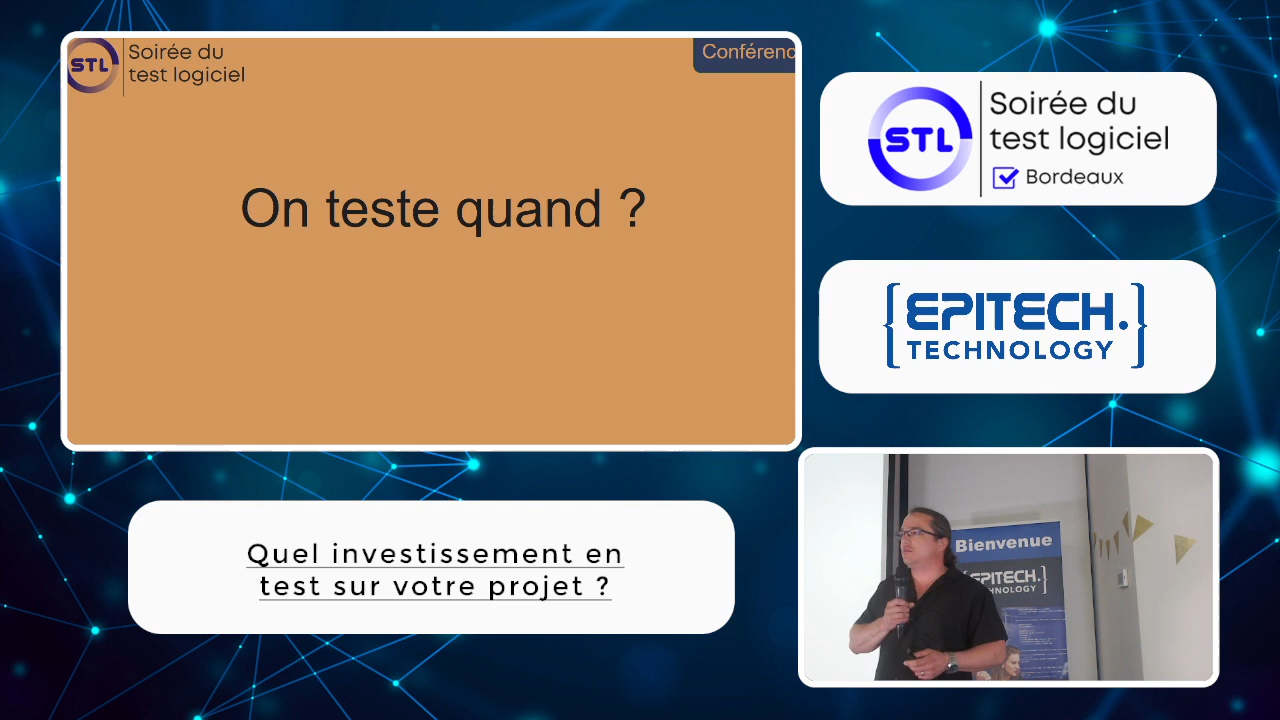 STL
Soirée du
test logiciel
Conférenc
On teste quand ?
STL
Soirée du
test logiciel
Bordeaux
{EPITECH.}
TECHNOLOGY
Quel investissement en
test sur votre projet ?
Bienvenue
EPITECH.}
HNOLOGY